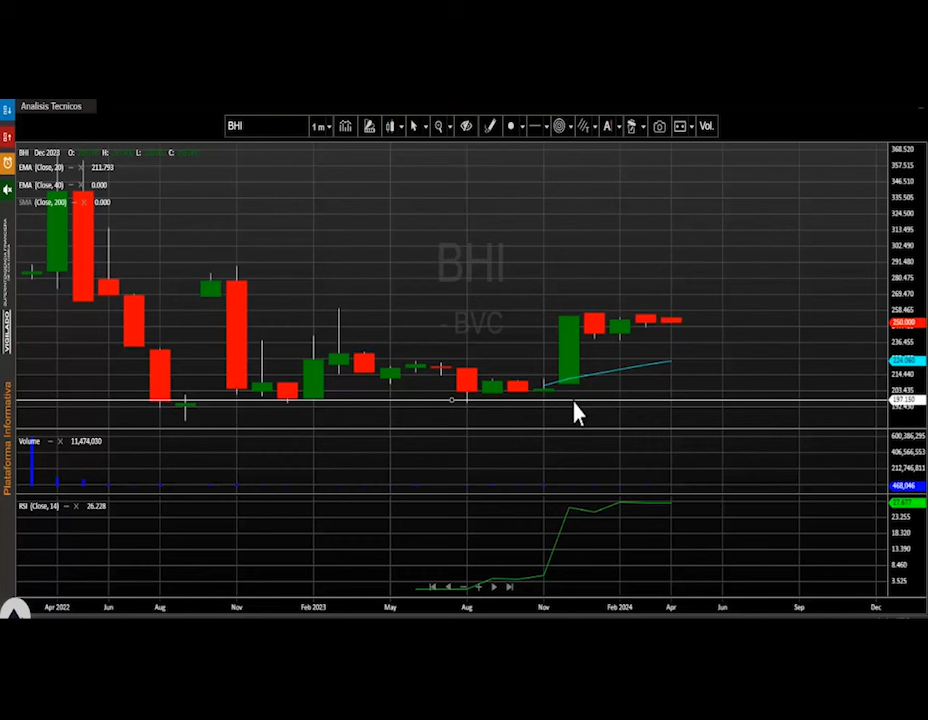 Analisis Tecnicos
BHI
1 m
Vol.
BHI Dec 2023 O: H: L: C:
EMA (Close, 20) 211.793
EMA (Close, 40) 0.000
SMA (Close, 200) 0.000
BHI
- BVC
368.520
357.515
346.510
335.505
324.500
313.495
302.490
291.480
280.475
269.470
258.465
250.000
236.455
214.440
203.435
197.150
192.430
VIGILADO
Plataforma Informativa
Volume 11,474,030
600,386,295
406,566,553
212,746,811
468,046
RSI (Close, 14) 26.228
23.255
18.320
13.390
8.460
3.525
Apr 2022 Jun Aug Nov Feb 2023 May Aug Nov Feb 2024 Apr Jun Sep Dec